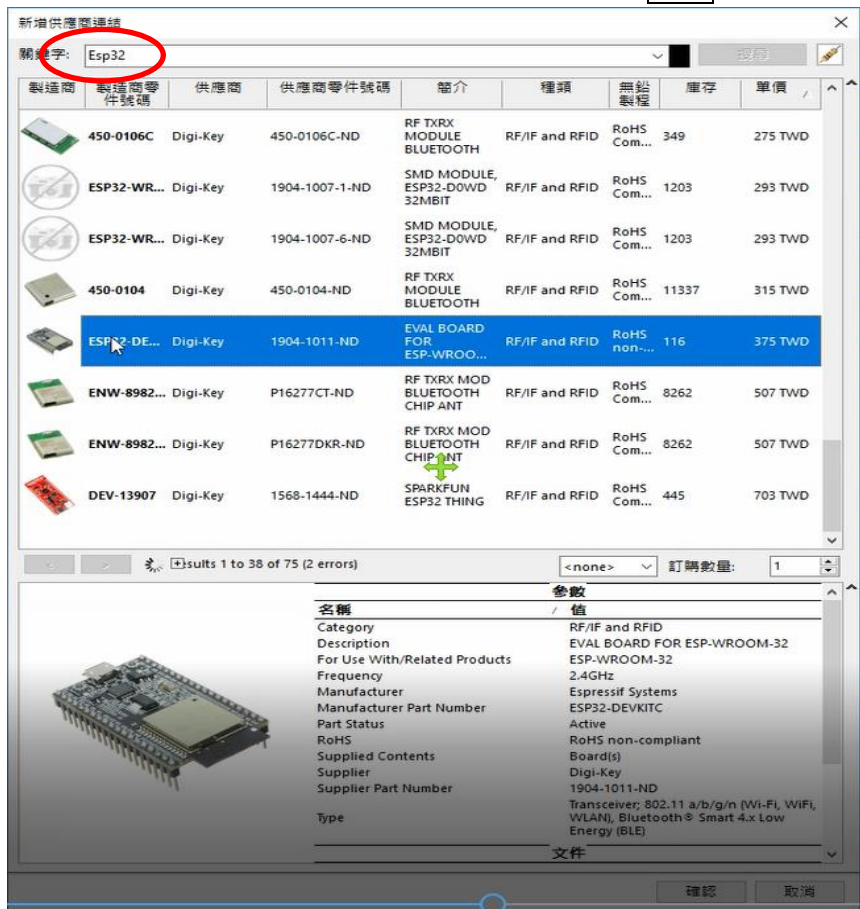 新增供應商連結
關鍵字: Esp32
搜尋
製造商 製造商零件號碼 供應商 供應商零件號碼 簡介 種類 無鉛製程 庫存 單價
450-0106C Digi-Key 450-0106C-ND RF TXRX MODULE BLUETOOTH RF/IF and RFID RoHS Com... 349 275 TWD
ESP32-WR... Digi-Key 1904-1007-1-ND SMD MODULE, ESP32-D0WD 32MBIT RF/IF and RFID RoHS Com... 1203 293 TWD
ESP32-WR... Digi-Key 1904-1007-6-ND SMD MODULE, ESP32-D0WD 32MBIT RF/IF and RFID RoHS Com... 1203 293 TWD
450-0104 Digi-Key 450-0104-ND RF TXRX MODULE BLUETOOTH RF/IF and RFID RoHS Com... 11337 315 TWD
ESP32-DE... Digi-Key 1904-1011-ND EVAL BOARD FOR ESP-WROO... RF/IF and RFID RoHS non-... 116 375 TWD
ENW-8982... Digi-Key P16277CT-ND RF TXRX MOD BLUETOOTH CHIP ANT RF/IF and RFID RoHS Com... 8262 507 TWD
ENW-8982... Digi-Key P16277DKR-ND RF TXRX MOD BLUETOOTH CHIP ANT RF/IF and RFID RoHS Com... 8262 507 TWD
DEV-13907 Digi-Key 1568-1444-ND SPARKFUN ESP32 THING RF/IF and RFID RoHS Com... 445 703 TWD
sults 1 to 38 of 75 (2 errors) <none> 訂購數量: 1
參數
名稱 / 值
Category RF/IF and RFID
Description EVAL BOARD FOR ESP-WROOM-32
For Use With/Related Products ESP-WROOM-32
Frequency 2.4GHz
Manufacturer Espressif Systems
Manufacturer Part Number ESP32-DEVKITC
Part Status Active
RoHS RoHS non-compliant
Supplied Contents Board(s)
Supplier Digi-Key
Supplier Part Number 1904-1011-ND
Type Transceiver; 802.11 a/b/g/n (Wi-Fi, WiFi, WLAN), Bluetooth® Smart 4.x Low Energy (BLE)
文件
確認 取消